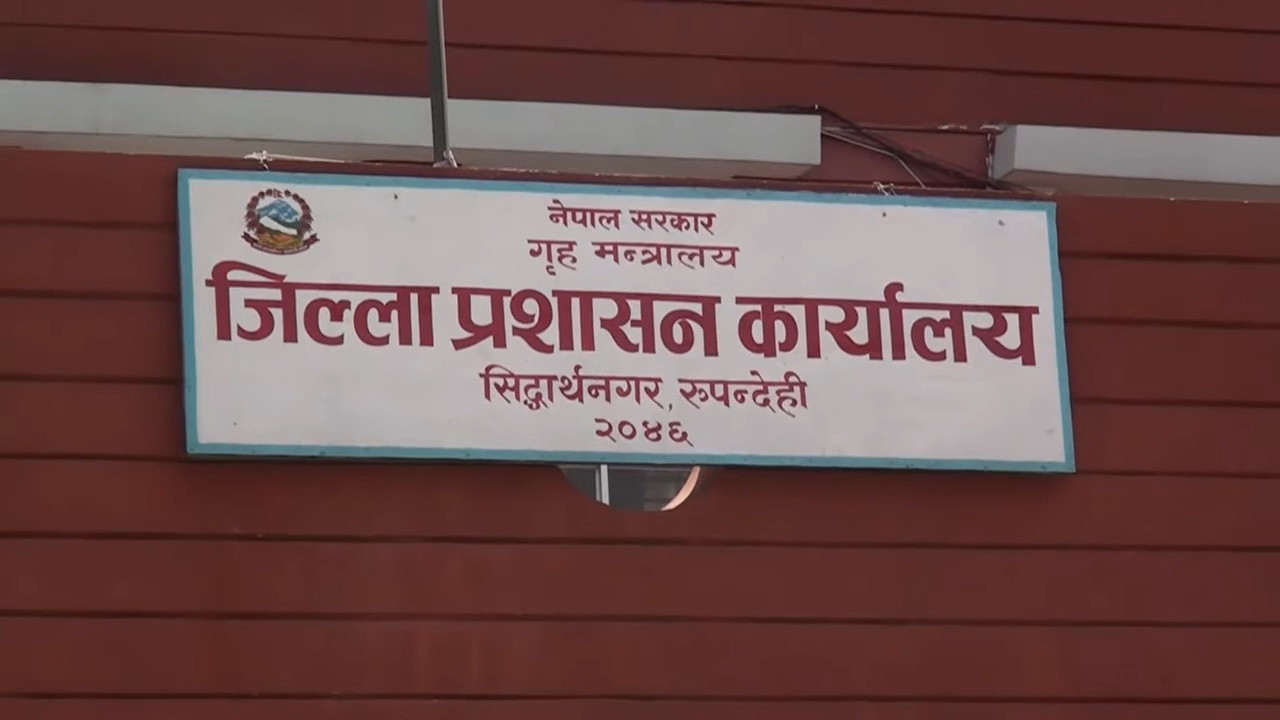 नेपाल सरकार
गृह मन्त्रालय
जिल्ला प्रशासन कार्यालय
सिद्धार्थनगर, रुपन्देही
२०४६